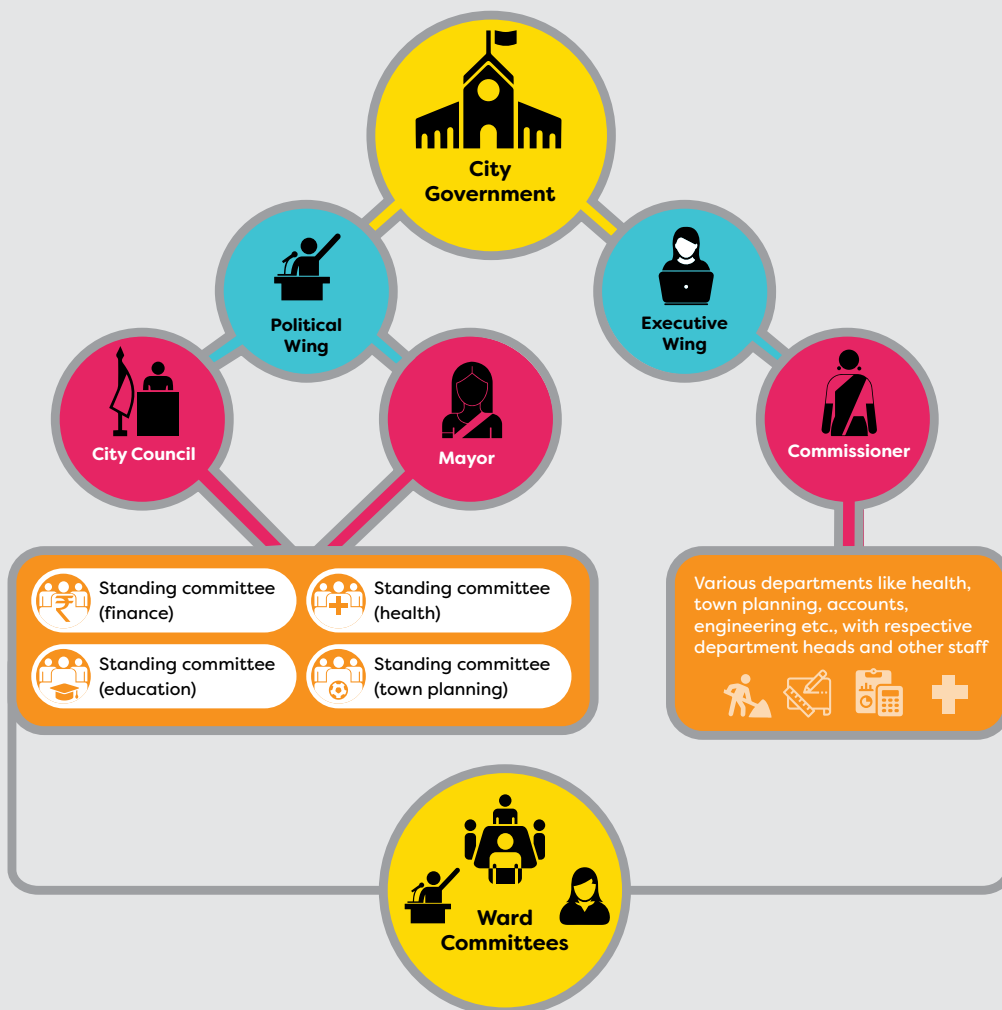 City
Government
Political
Wing
Executive
Wing
City Council
Mayor
Commissioner
Standing committee
(finance)
Standing committee
(health)
Standing committee
(education)
Standing committee
(town planning)
Various departments like health,
town planning, accounts,
engineering etc., with respective
department heads and other staff
Ward
Committees